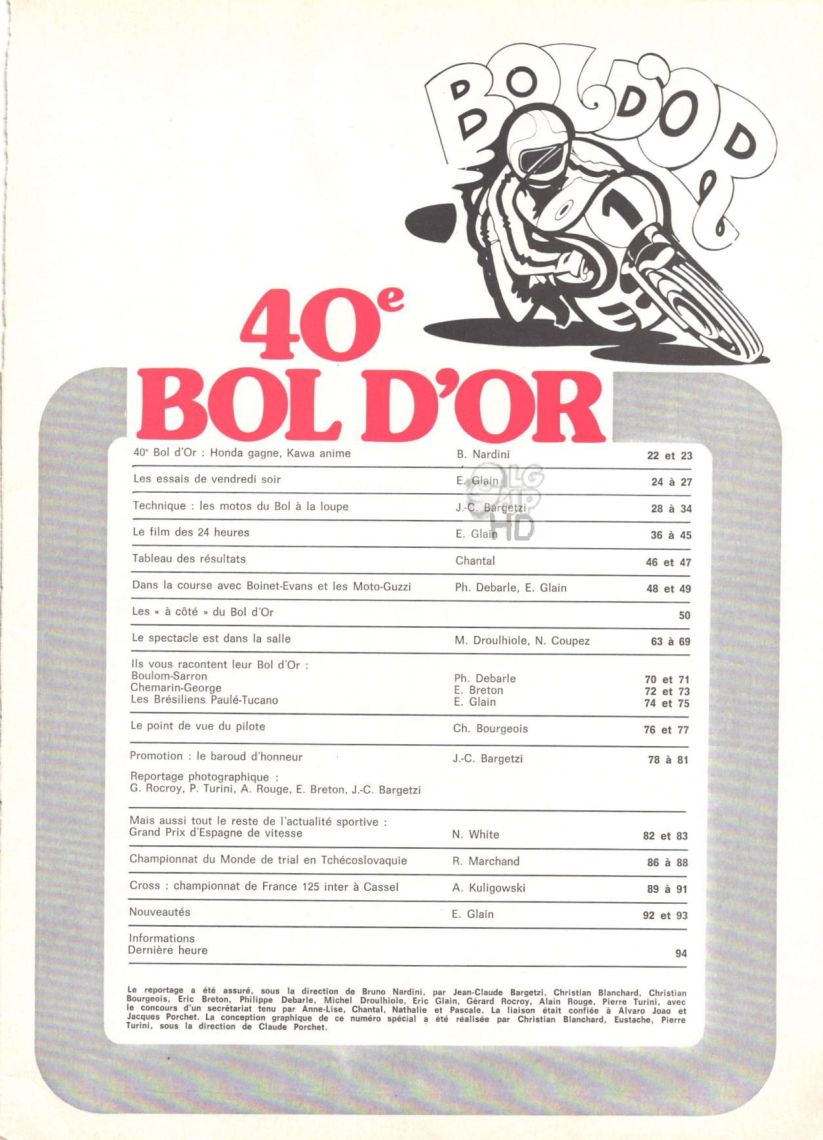 BOL D'OR
1
40e
BOL D'OR
40e Bol d'Or : Honda gagne, Kawa anime B. Nardini 22 et 23
Les essais de vendredi soir E. Glain 24 à 27
Technique : les motos du Bol à la loupe J.-C. Bargetzi 28 à 34
Le film des 24 heures E. Glain 36 à 45
Tableau des résultats Chantal 46 et 47
Dans la course avec Boinet-Evans et les Moto-Guzzi Ph. Debarle, E. Glain 48 et 49
Les « à côté » du Bol d'Or 50
Le spectacle est dans la salle M. Droulhiole, N. Coupez 63 à 69
Ils vous racontent leur Bol d'Or :
Boulom-Sarron Ph. Debarle 70 et 71
Chemarin-George E. Breton 72 et 73
Les Brésiliens Paulé-Tucano E. Glain 74 et 75
Le point de vue du pilote Ch. Bourgeois 76 et 77
Promotion : le baroud d'honneur J.-C. Bargetzi 78 à 81
Reportage photographique :
G. Rocroy, P. Turini, A. Rouge, E. Breton, J.-C. Bargetzi
Mais aussi tout le reste de l'actualité sportive :
Grand Prix d'Espagne de vitesse N. White 82 et 83
Championnat du Monde de trial en Tchécoslovaquie R. Marchand 86 à 88
Cross : championnat de France 125 inter à Cassel A. Kuligowski 89 à 91
Nouveautés E. Glain 92 et 93
Informations
Dernière heure 94
Le reportage a été assuré, sous la direction de Bruno Nardini, par Jean-Claude Bargetzi, Christian Blanchard, Christian
Bourgeois, Eric Breton, Philippe Debarle, Michel Droulhiole, Eric Glain, Gérard Rocroy, Alain Rouge, Pierre Turini, avec
le concours d'un secrétariat tenu par Anne-Lise, Chantal, Nathalie et Pascale. La liaison était confiée à Alvaro Joao et
Jacques Porchet. La conception graphique de ce numéro spécial a été réalisée par Christian Blanchard, Eustache, Pierre
Turini, sous la direction de Claude Porchet.
HD